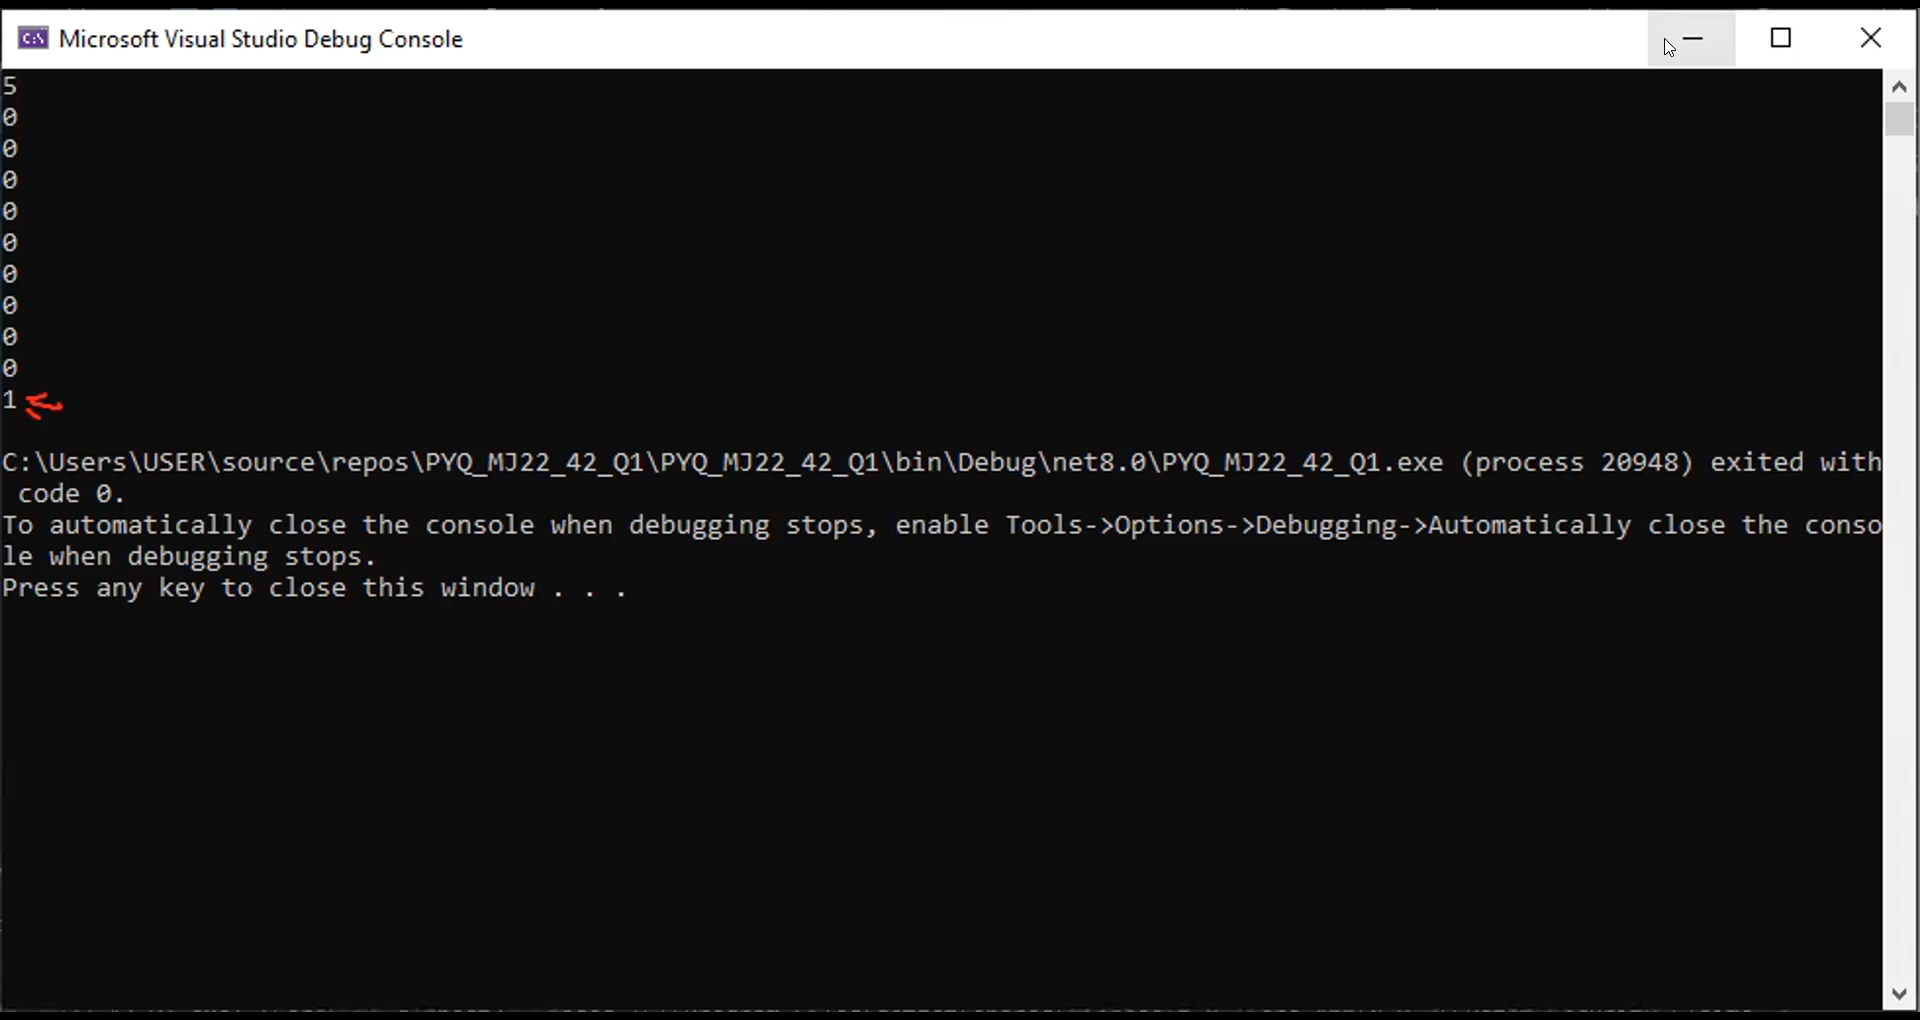 Microsoft Visual Studio Debug Console
5
0
0
0
0
0
0
0
0
0
1
C:\Users\USER\source\repos\PYQ_MJ22_42_Q1\PYQ_MJ22_42_Q1\bin\Debug\net8.0\PYQ_MJ22_42_Q1.exe (process 20948) exited with
code 0.
To automatically close the console when debugging stops, enable Tools->Options->Debugging->Automatically close the conso
le when debugging stops.
Press any key to close this window . . .